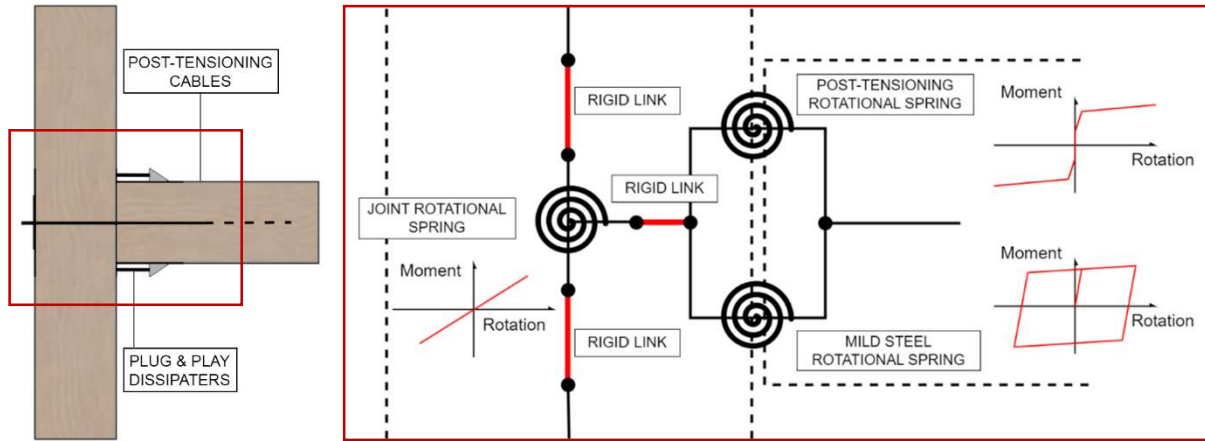 POST-TENSIONING
CABLES
PLUG & PLAY
DISSIPATERS
RIGID LINK
POST-TENSIONING
ROTATIONAL SPRING
Moment
Rotation
RIGID LINK
JOINT ROTATIONAL
SPRING
Moment
Rotation
RIGID LINK
MILD STEEL
ROTATIONAL SPRING
Moment
Rotation